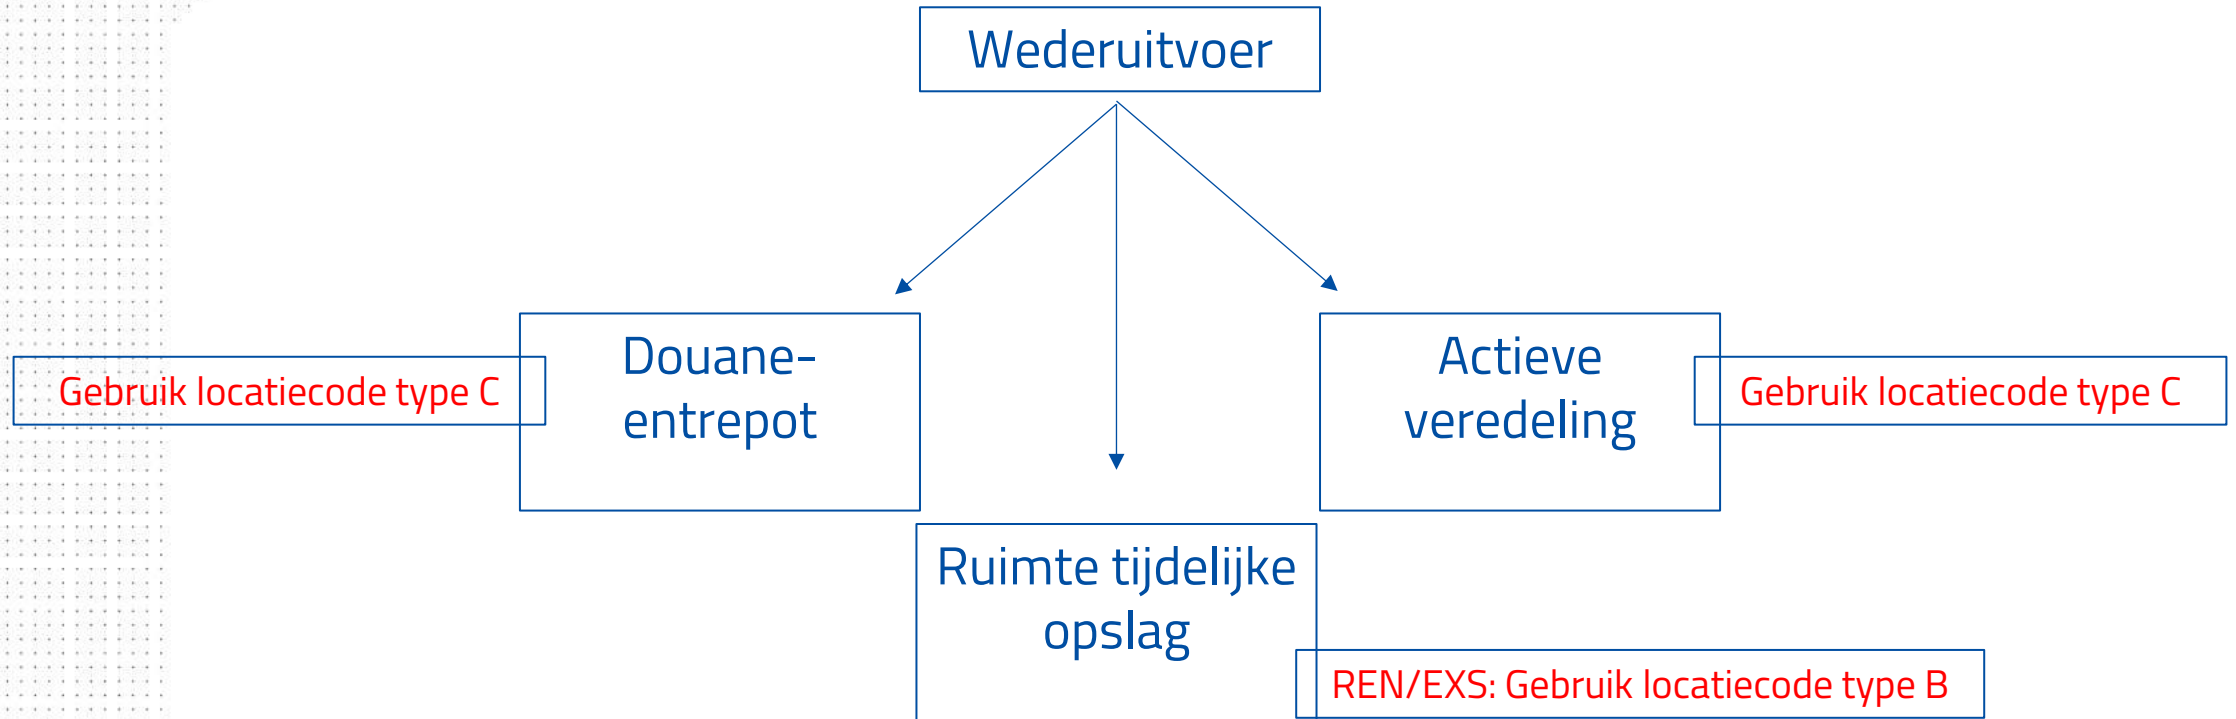 Wederuitvoer
Gebruik locatiecode type C
Douane-
entrepot
Actieve
veredeling
Gebruik locatiecode type C
Ruimte tijdelijke
opslag
REN/EXS: Gebruik locatiecode type B